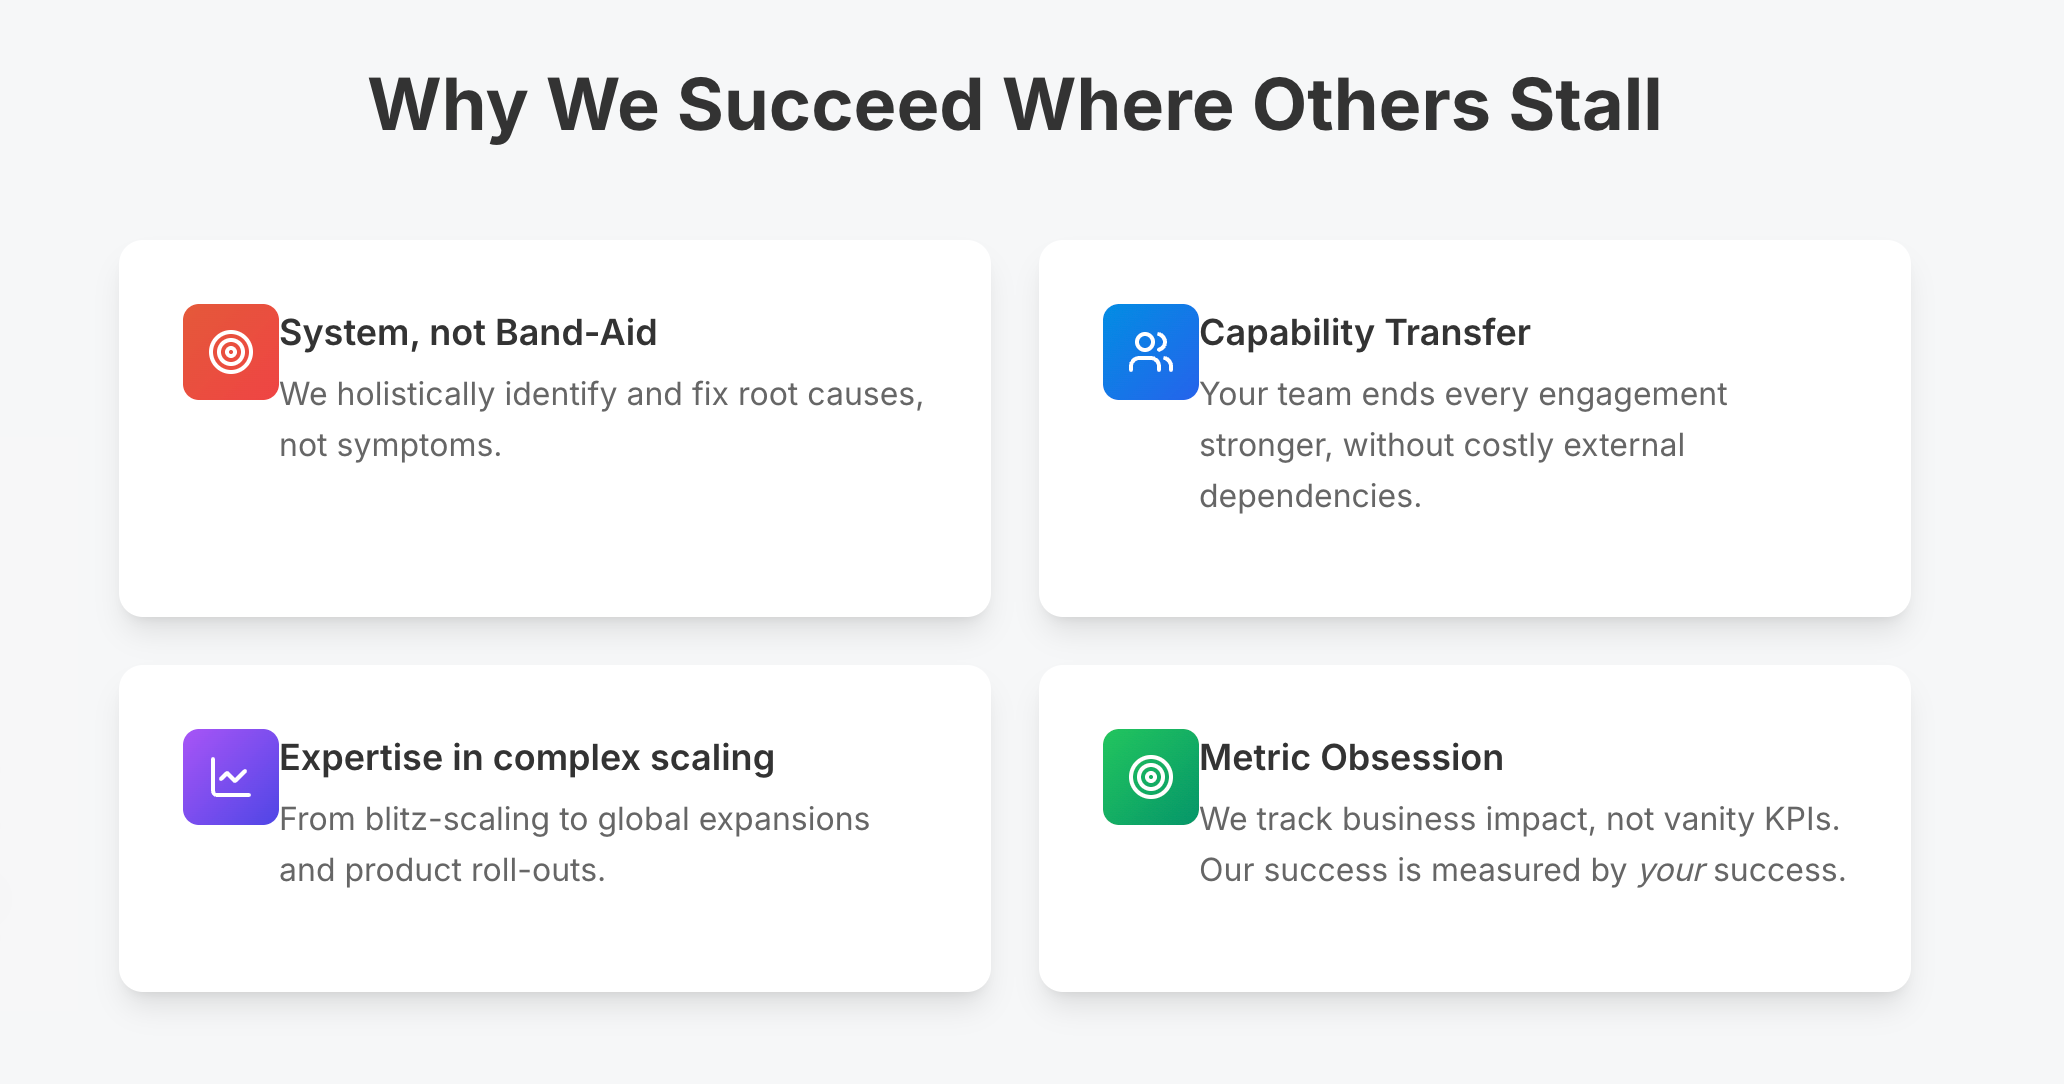 Why We Succeed Where Others Stall
System, not Band-Aid
We holistically identify and fix root causes,
not symptoms.
Capability Transfer
Your team ends every engagement
stronger, without costly external
dependencies.
Expertise in complex scaling
From blitz-scaling to global expansions
and product roll-outs.
Metric Obsession
We track business impact, not vanity KPIs.
Our success is measured by your success.